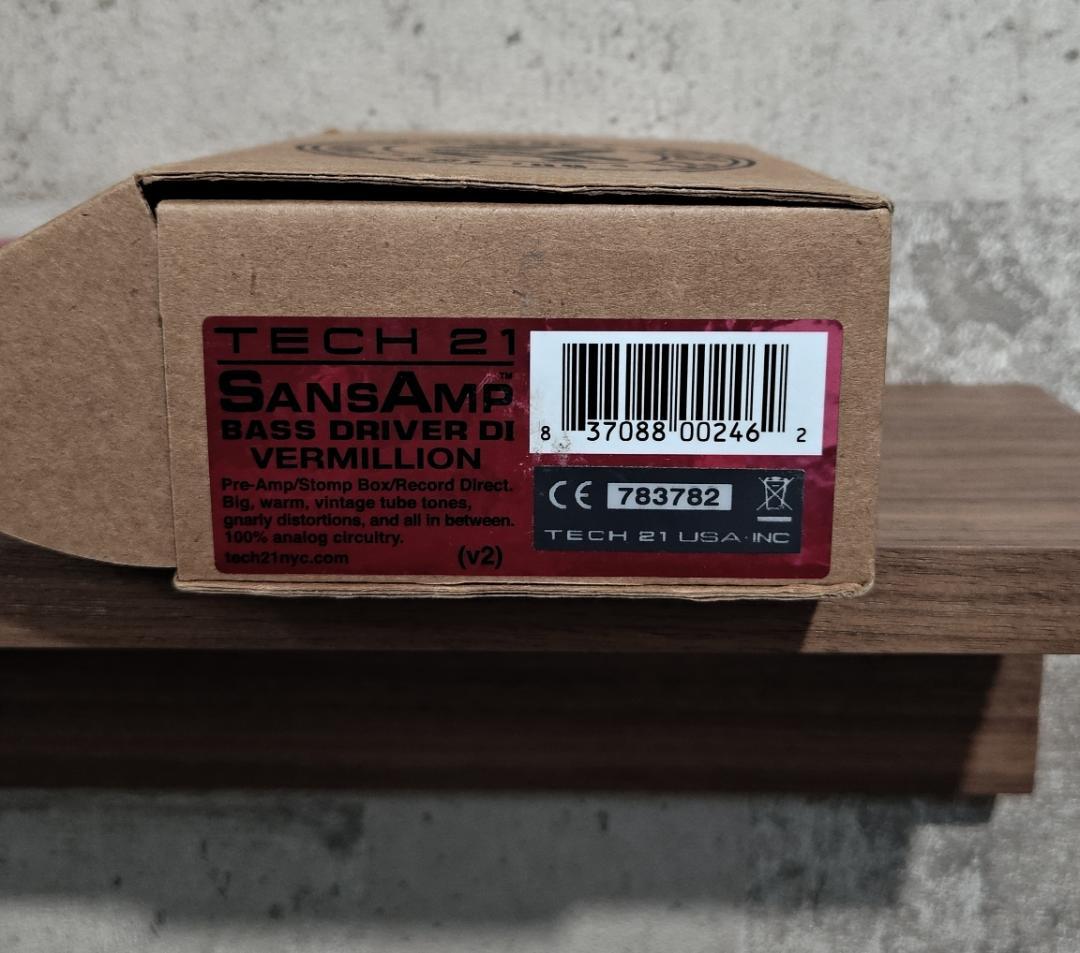 TECH 21
SANSAMP™
BASS DRIVER DI
VERMILLION
Pre-Amp/Stomp Box/Record Direct.
Big, warm, vintage tube tones,
gnarly distortions, and all in between.
100% analog circuitry.
tech21nyc.com (v2)
8 37088 00246 2
CE 783782
TECH 21 USA·INC